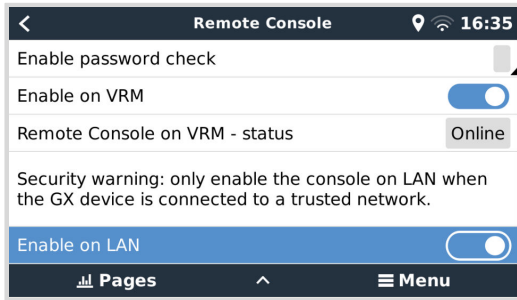 Remote Console 16:35
Enable password check
Enable on VRM
Remote Console on VRM - status Online
Security warning: only enable the console on LAN when
the GX device is connected to a trusted network.
Enable on LAN
Pages Menu